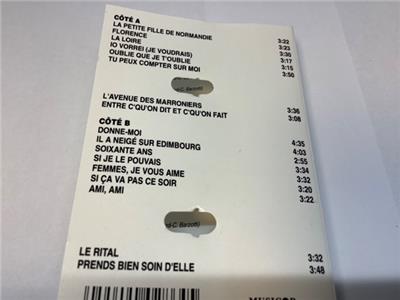 CÔTÉ A
LA PETITE FILLE DE NORMANDIE 3:22
FLORENCE 3:23
LA LOIRE 3:30
IO VORREI (JE VOUDRAIS) 3:17
OUBLIE QUE JE T'OUBLIE 3:15
TU PEUX COMPTER SUR MOI 3:50
-C. Barzotti)
L'AVENUE DES MARRONIERS 3:36
ENTRE C'QU'ON DIT ET C'QU'ON FAIT 3:08
CÔTÉ B
DONNE-MOI 4:35
IL A NEIGÉ SUR EDIMBOURG 4:03
SOIXANTE ANS 2:55
SI JE LE POUVAIS 3:34
FEMMES, JE VOUS AIME 3:32
SI ÇA VA PAS CE SOIR 3:20
AMI, AMI 3:22
d-C. Barzotti)
LE RITAL 3:32
PRENDS BIEN SOIN D'ELLE 3:48
MUSICOR